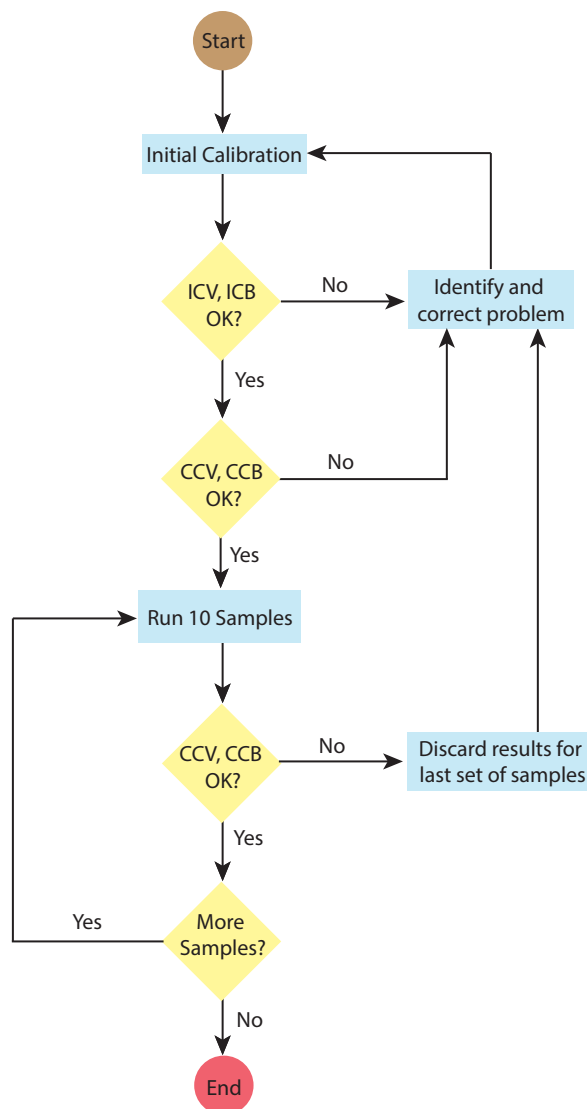 Start
Initial Calibration
ICV, ICB
OK?
No
Identify and
correct problem
Yes
CCV, CCB
OK?
No
Yes
Run 10 Samples
CCV, CCB
OK?
No
Discard results for
last set of samples
Yes
More
Samples?
Yes
No
End